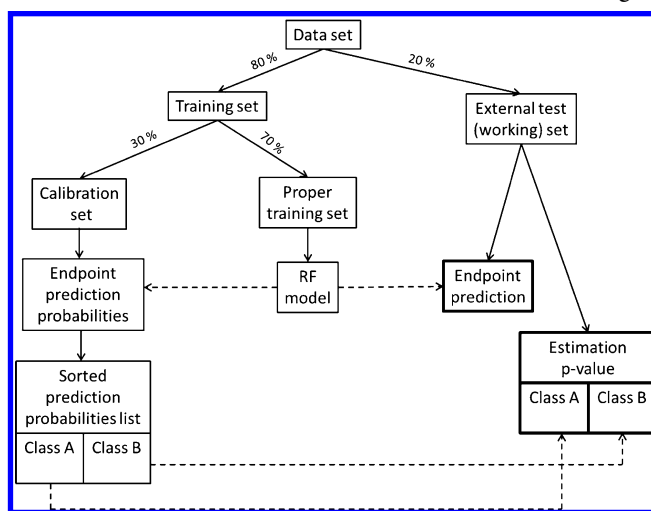 Data set
80 %
20 %
Training set
External test
(working) set
30 %
70 %
Calibration
set
Proper
training set
Endpoint
prediction
probabilities
RF
model
Endpoint
prediction
Estimation
p-value
Class A
Class B
Sorted
prediction
probabilities list
Class A
Class B